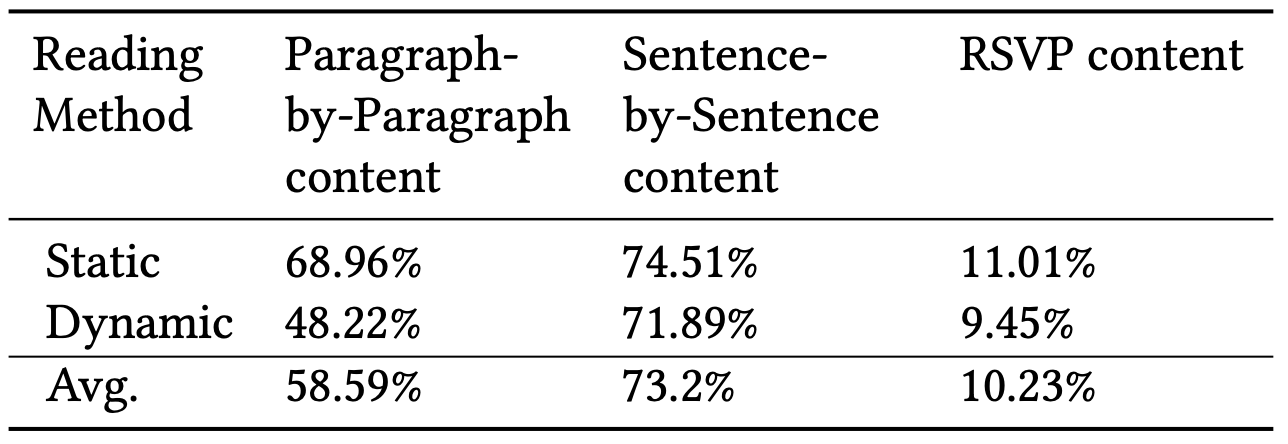 Reading Paragraph- Sentence- RSVP content
Method by-Paragraph by-Sentence
content content
Static 68.96% 74.51% 11.01%
Dynamic 48.22% 71.89% 9.45%
Avg. 58.59% 73.2% 10.23%